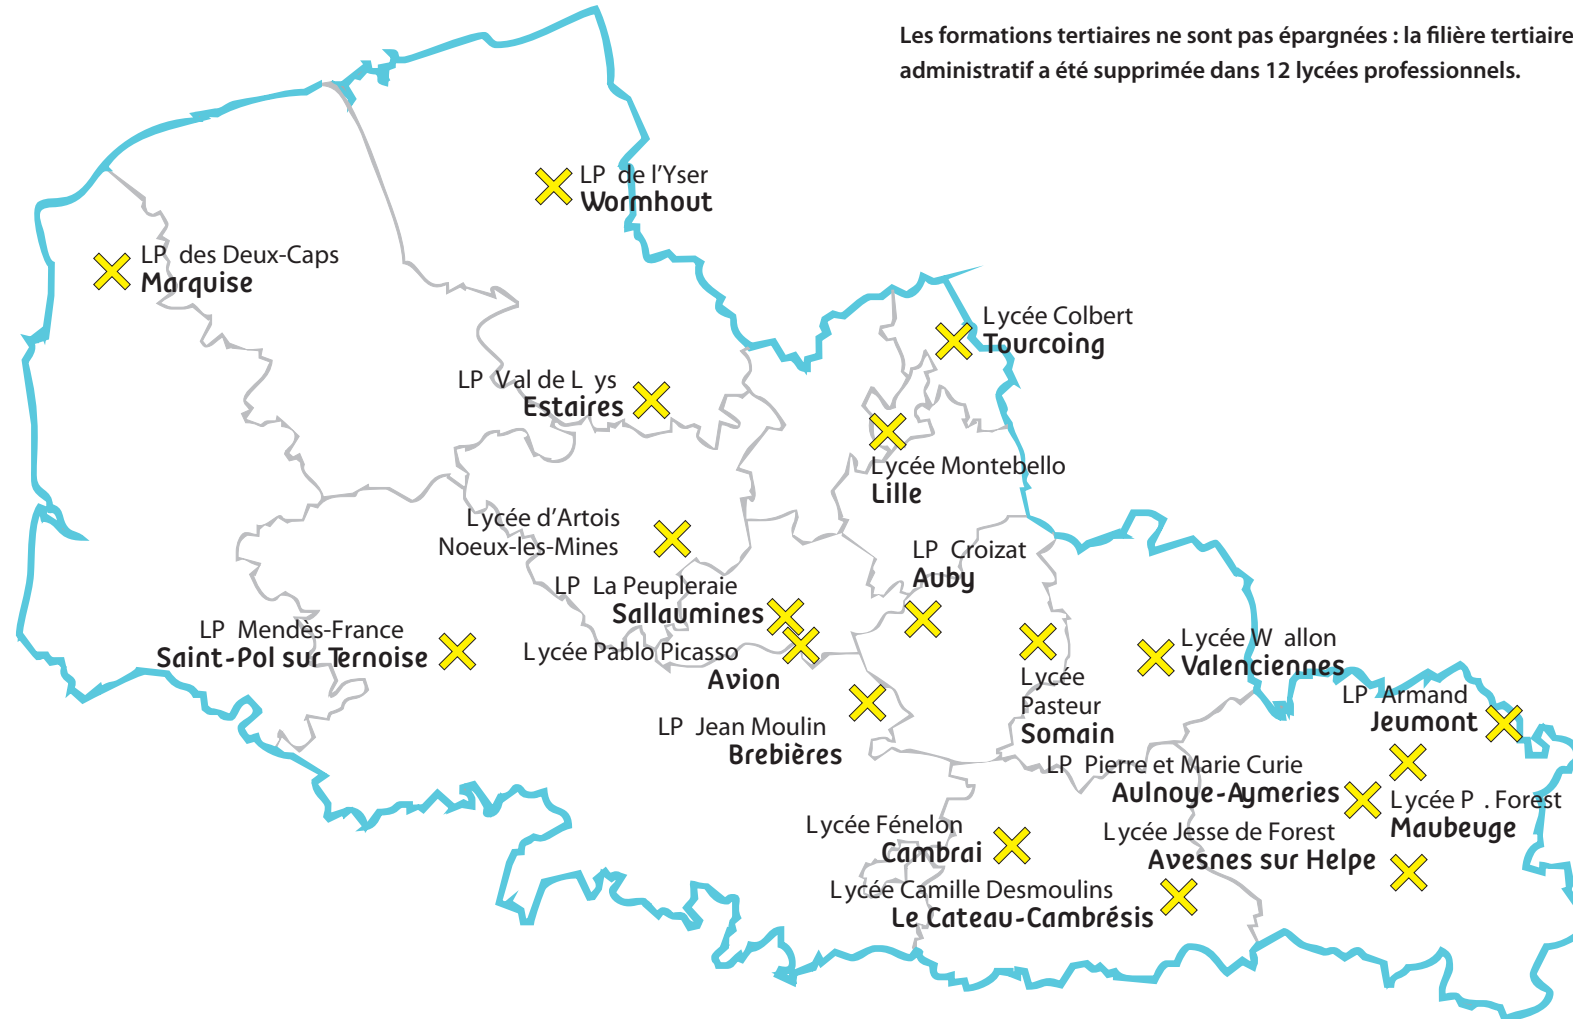 Les formations tertiaires ne sont pas épargnées : la filière tertiaire
administratif a été supprimée dans 12 lycées professionnels.
LP de l'Yser
Wormhout
LP des Deux-Caps
Marquise
Lycée Colbert
Tourcoing
LP Val de Lys
Estaires
Lycée Montebello
Lille
Lycée d'Artois
Noeux-les-Mines
LP Croizat
Auby
LP La Peupleraie
Sallaumines
LP Mendès-France
Saint-Pol sur Ternoise
Lycée Pablo Picasso
Avion
Lycée Wallon
Valenciennes
Lycée
Pasteur
Somain
LP Armand
Jeumont
LP Jean Moulin
Brebières
LP Pierre et Marie Curie
Aulnoye-Aymeries
Lycée P. Forest
Maubeuge
Lycée Fénelon
Cambrai
Lycée Jesse de Forest
Avesnes sur Helpe
Lycée Camille Desmoulins
Le Cateau-Cambrésis